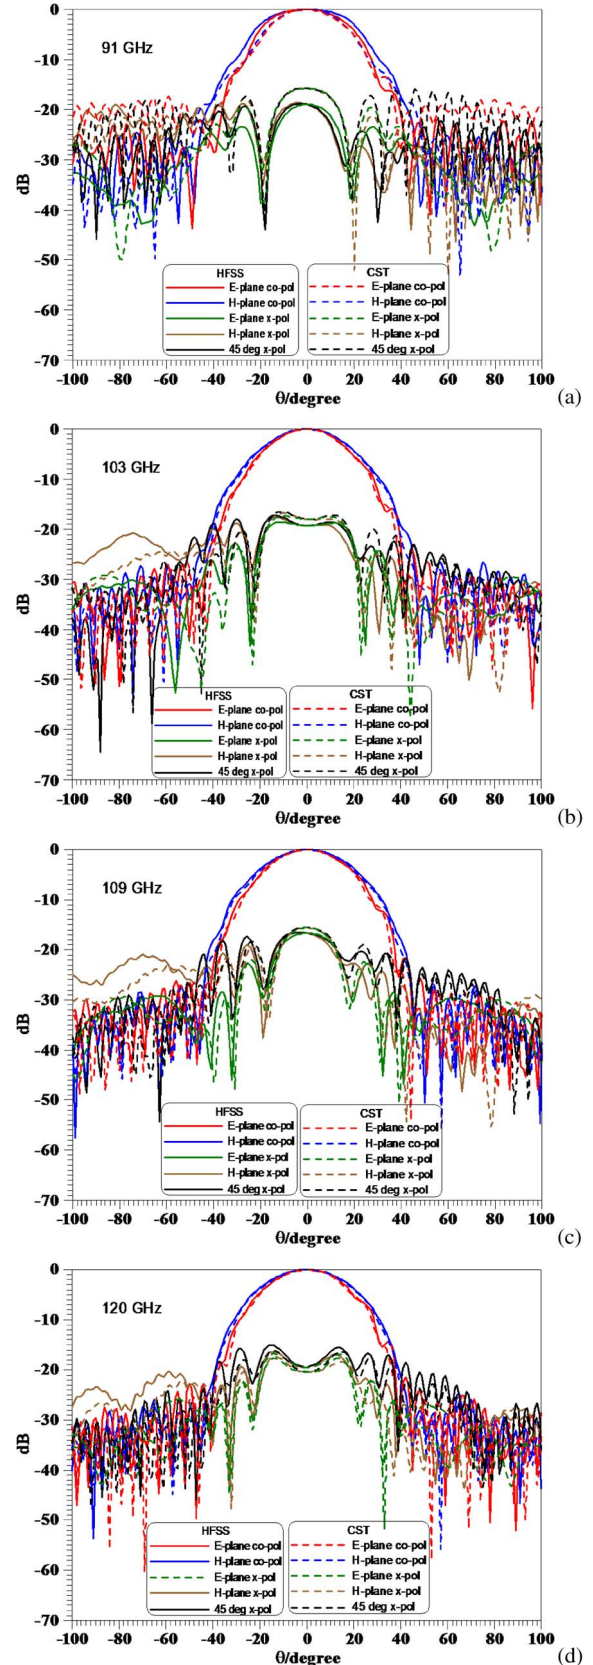 0
-10
-20
-30
-40
-50
-60
-70
dB
91 GHz
HFSS
E-plane co-pol
H-plane co-pol
E-plane x-pol
H-plane x-pol
45 deg x-pol
CST
E-plane co-pol
H-plane co-pol
E-plane x-pol
H-plane x-pol
45 deg x-pol
-100 -80 -60 -40 -20 0 20 40 60 80 100
θ/degree
(a)
0
-10
-20
-30
-40
-50
-60
-70
dB
103 GHz
HFSS
E-plane co-pol
H-plane co-pol
E-plane x-pol
H-plane x-pol
45 deg x-pol
CST
E-plane co-pol
H-plane co-pol
E-plane x-pol
H-plane x-pol
45 deg x-pol
-100 -80 -60 -40 -20 0 20 40 60 80 100
θ/degree
(b)
0
-10
-20
-30
-40
-50
-60
-70
dB
109 GHz
HFSS
E-plane co-pol
H-plane co-pol
E-plane x-pol
H-plane x-pol
45 deg x-pol
CST
E-plane co-pol
H-plane co-pol
E-plane x-pol
H-plane x-pol
45 deg x-pol
-100 -80 -60 -40 -20 0 20 40 60 80 100
θ/degree
(c)
0
-10
-20
-30
-40
-50
-60
-70
dB
120 GHz
HFSS
E-plane co-pol
H-plane co-pol
E-plane x-pol
H-plane x-pol
45 deg x-pol
CST
E-plane co-pol
H-plane co-pol
E-plane x-pol
H-plane x-pol
45 deg x-pol
-100 -80 -60 -40 -20 0 20 40 60 80 100
θ/degree
(d)